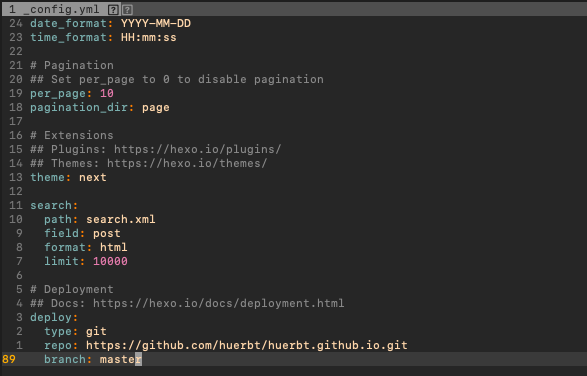 1 _config.yml
24 date_format: YYYY-MM-DD
23 time_format: HH:mm:ss
22
21 # Pagination
20 ## Set per_page to 0 to disable pagination
19 per_page: 10
18 pagination_dir: page
17
16 # Extensions
15 ## Plugins: https://hexo.io/plugins/
14 ## Themes: https://hexo.io/themes/
13 theme: next
12
11 search:
10   path: search.xml
9   field: post
8   format: html
7   limit: 10000
6
5 # Deployment
4 ## Docs: https://hexo.io/docs/deployment.html
3 deploy:
2   type: git
1   repo: https://github.com/huerbt/huerbt.github.io.git
89   branch: master